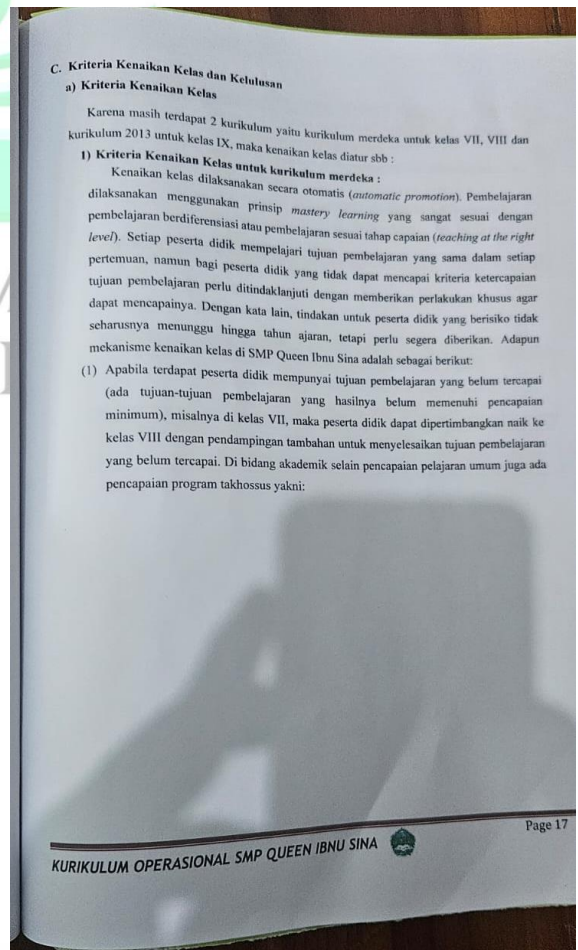 C. Kriteria Kenaikan Kelas dan Kelulusan
a) Kriteria Kenaikan Kelas
Karena masih terdapat 2 kurikulum yaitu kurikulum merdeka untuk kelas VII, VIII dan
kurikulum 2013 untuk kelas IX, maka kenaikan kelas diatur sbb :
1) Kriteria Kenaikan Kelas untuk kurikulum merdeka :
Kenaikan kelas dilaksanakan secara otomatis (automatic promotion). Pembelajaran
dilaksanakan menggunakan prinsip mastery learning yang sangat sesuai dengan
pembelajaran berdiferensiasi atau pembelajaran sesuai tahap capaian (teaching at the right
level). Setiap peserta didik mempelajari tujuan pembelajaran yang sama dalam setiap
pertemuan, namun bagi peserta didik yang tidak dapat mencapai kriteria ketercapaian
tujuan pembelajaran perlu ditindaklanjuti dengan memberikan perlakukan khusus agar
dapat mencapainya. Dengan kata lain, tindakan untuk peserta didik yang berisiko tidak
seharusnya menunggu hingga tahun ajaran, tetapi perlu segera diberikan. Adapun
mekanisme kenaikan kelas di SMP Queen Ibnu Sina adalah sebagai berikut:
(1) Apabila terdapat peserta didik mempunyai tujuan pembelajaran yang belum tercapai
(ada tujuan-tujuan pembelajaran yang hasilnya belum memenuhi pencapaian
minimum), misalnya di kelas VII, maka peserta didik dapat dipertimbangkan naik ke
kelas VIII dengan pendampingan tambahan untuk menyelesaikan tujuan pembelajaran
yang belum tercapai. Di bidang akademik selain pencapaian pelajaran umum juga ada
pencapaian program takhossus yakni:
Page 17
KURIKULUM OPERASIONAL SMP QUEEN IBNU SINA